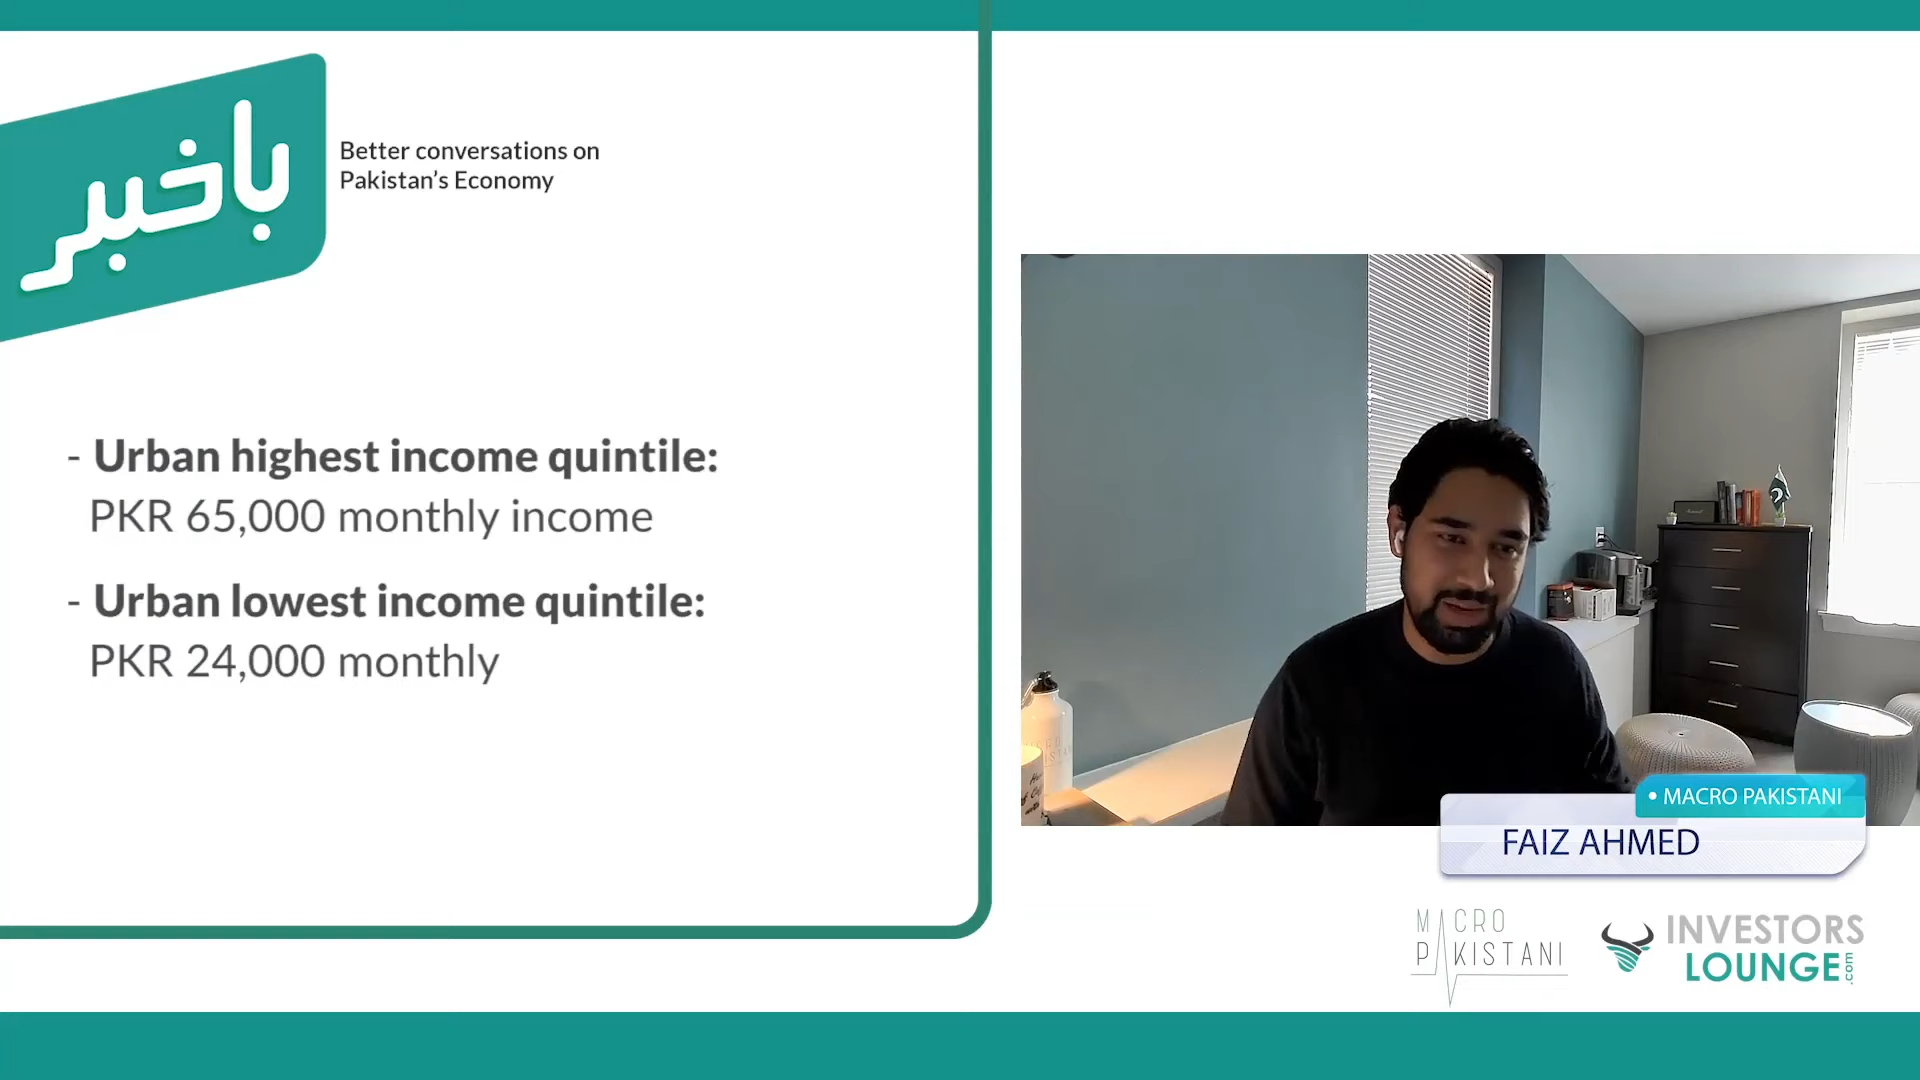 باخبر
Better conversations on
Pakistan's Economy
- Urban highest income quintile:
PKR 65,000 monthly income
- Urban lowest income quintile:
PKR 24,000 monthly
• MACRO PAKISTANI
FAIZ AHMED
MACRO
PAKISTANI
INVESTORS
LOUNGE.com